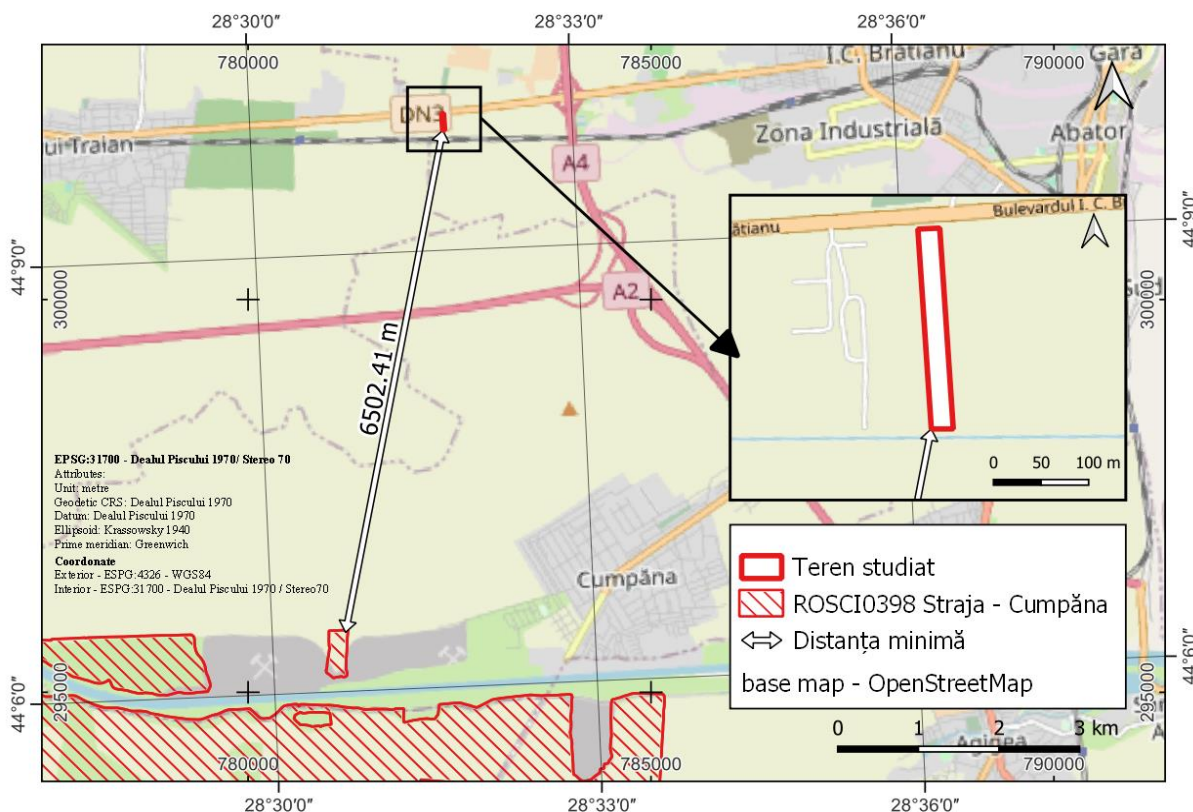 28°30'0" 28°33'0" 28°36'0"
780000 785000 790000
I.C. Brătianu
Gară
DN3
ui Traian
Zona Industrială
Abator
A4
44°9'0"
44°9'0"
Bulevardul I. C. B
ătianu
300000
A2
300000
6502.41 m
0 50 100 m
EPSG:31700 - Dealul Piscului 1970/ Stereo 70
Attributes:
Unit: metre
Geodetic CRS: Dealul Piscului 1970
Datum: Dealul Piscului 1970
Ellipsoid: Krassowsky 1940
Prime meridian: Greenwich
Coordonate
Exterior - ESPG:4326 - WGS84
Interior - ESPG:31700 - Dealul Piscului 1970 / Stereo70
Cumpăna
Teren studiat
ROSCI0398 Straja - Cumpăna
Distanța minimă
base map - OpenStreetMap
44°6'0"
44°6'0"
295000
295000
0 1 2 3 km
Agigea
780000 785000 790000
28°30'0" 28°33'0" 28°36'0"